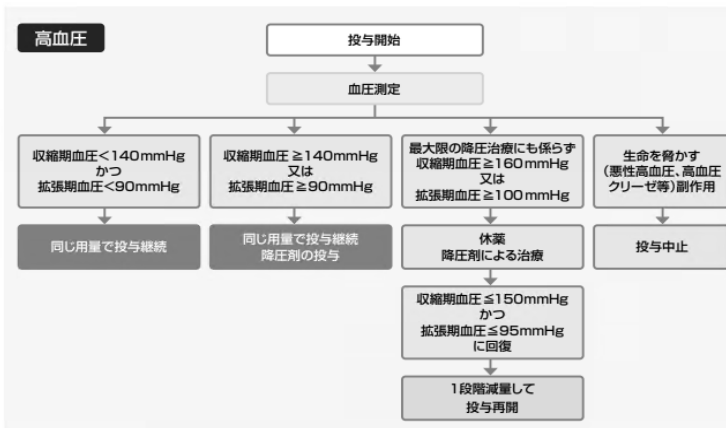 高血圧
投与開始
血圧測定
収縮期血圧<140mmHg
かつ
拡張期血圧<90mmHg
同じ用量で投与継続
収縮期血圧≧140mmHg
又は
拡張期血圧≧90mmHg
同じ用量で投与継続
降圧剤の投与
最大限の降圧治療にも係らず
収縮期血圧≧160mmHg
又は
拡張期血圧≧100mmHg
休薬
降圧剤による治療
収縮期血圧≦150mmHg
かつ
拡張期血圧≦95mmHg
に回復
1段階減量して
投与再開
生命を脅かす
(悪性高血圧、高血圧
クリーゼ等)副作用
投与中止